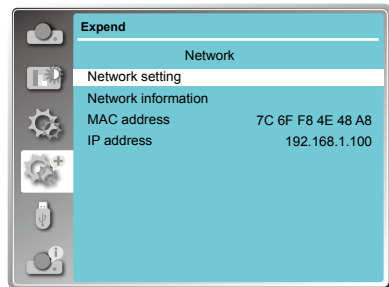 Expend
Network
Network setting
Network information
MAC address 7C 6F F8 4E 48 A8
IP address 192.168.1.100